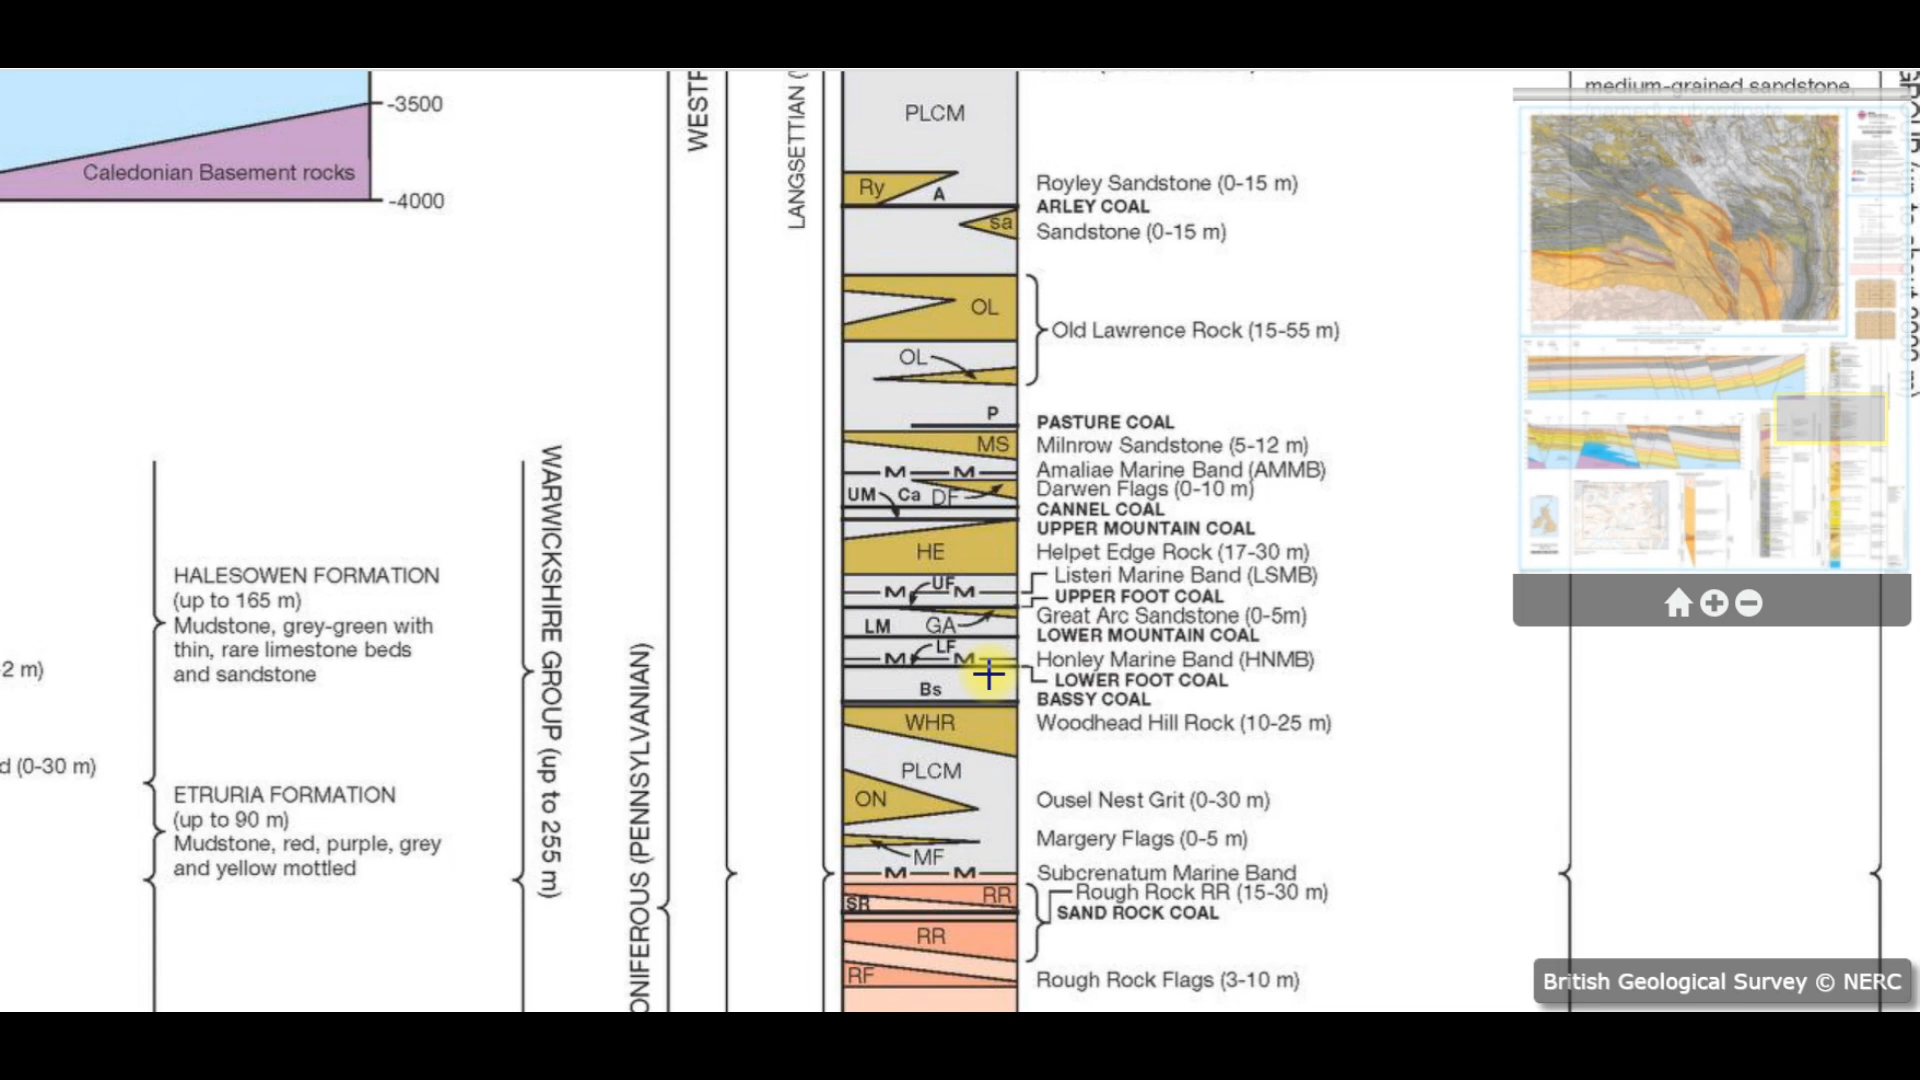 -3500
Caledonian Basement rocks
-4000
HALESOWEN FORMATION
(up to 165 m)
Mudstone, grey-green with
thin, rare limestone beds
and sandstone
-2 m)
d (0-30 m)
ETRURIA FORMATION
(up to 90 m)
Mudstone, red, purple, grey
and yellow mottled
WARWICKSHIRE GROUP (up to 255 m)
ONIFEROUS (PENNSYLVANIAN)
WESTP
LANGSETTIAN (
PLCM
Ry
A
sa
OL
OL
P
MS
M M
UM Ca DF
HE
UF
M M
LM GA
LF
M M
Bs
WHR
PLCM
ON
MF
M M
RR
SR
RR
RF
Royley Sandstone (0-15 m)
ARLEY COAL
Sandstone (0-15 m)
Old Lawrence Rock (15-55 m)
PASTURE COAL
Milnrow Sandstone (5-12 m)
Amaliae Marine Band (AMMB)
Darwen Flags (0-10 m)
CANNEL COAL
UPPER MOUNTAIN COAL
Helpet Edge Rock (17-30 m)
Listeri Marine Band (LSMB)
UPPER FOOT COAL
Great Arc Sandstone (0-5m)
LOWER MOUNTAIN COAL
Honley Marine Band (HNMB)
LOWER FOOT COAL
BASSY COAL
Woodhead Hill Rock (10-25 m)
Ousel Nest Grit (0-30 m)
Margery Flags (0-5 m)
Subcrenatum Marine Band
Rough Rock RR (15-30 m)
SAND ROCK COAL
Rough Rock Flags (3-10 m)
medium-grained sandstone,
British Geological Survey © NERC